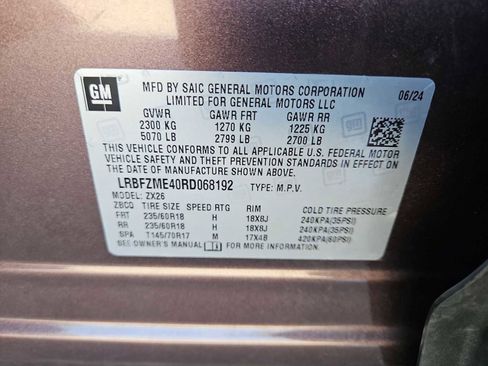 GM
MFD BY SAIC GENERAL MOTORS CORPORATION 06/24
LIMITED FOR GENERAL MOTORS LLC
GVWR GAWR FRT GAWR RR
2300 KG 1270 KG 1225 KG
5070 LB 2799 LB 2700 LB
THIS VEHICLE CONFORMS TO ALL APPLICABLE U.S. FEDERAL MOTOR
VEHICLE SAFETY AND THEFT PREVENTION STANDARDS IN EFFECT ON
THE DATE OF MANUFACTURE SHOWN ABOVE.
LRBFZME40RD068192 TYPE: M.P.V.
MODEL: ZX26
ZBCO TIRE SIZE SPEED RTG RIM COLD TIRE PRESSURE
FRT 235/60R18 H 18X8J 240KPA(35PSI)
RR 235/60R18 H 18X8J 240KPA(35PSI)
SPA T145/70R17 M 17X4B 420KPA(60PSI)
SEE OWNER'S MANUAL FOR ADDITIONAL INFORMATION